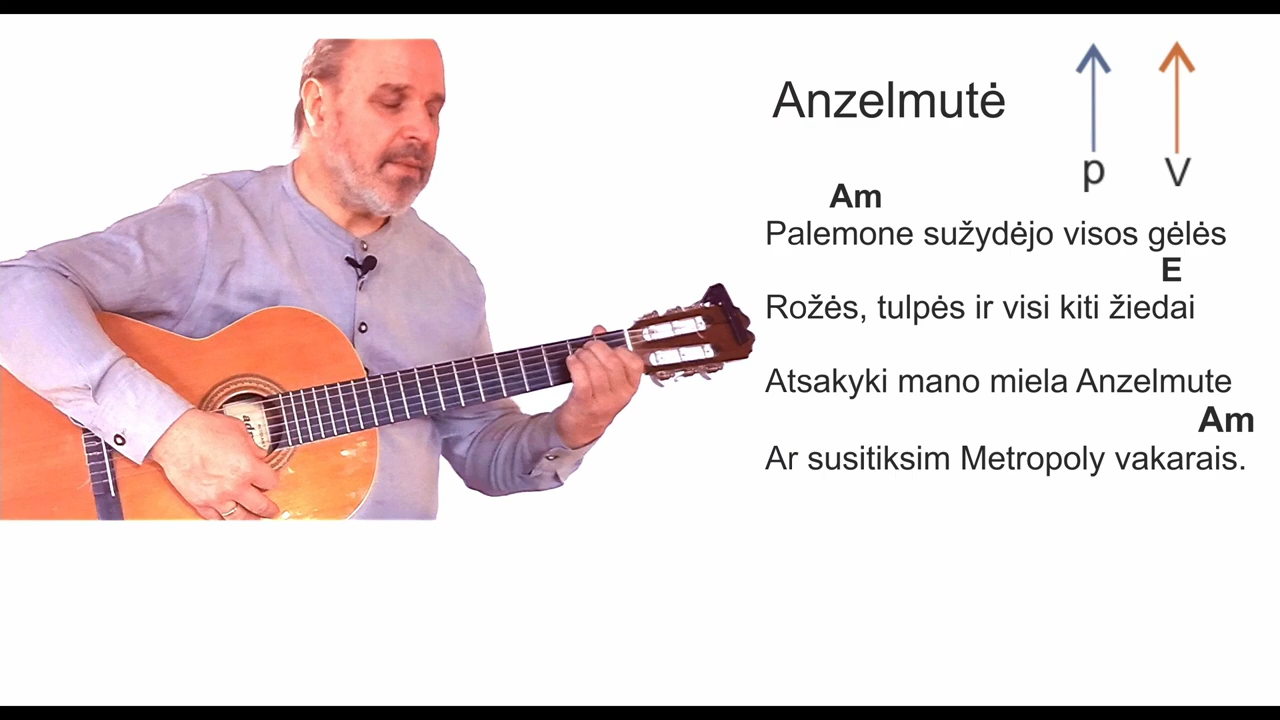 Anzelmutė
p V
Am
Palemone sužydėjo visos gėlės
E
Rožės, tulpės ir visi kiti žiedai
Atsakyki mano miela Anzelmute
Am
Ar susitiksim Metropoly vakarais.